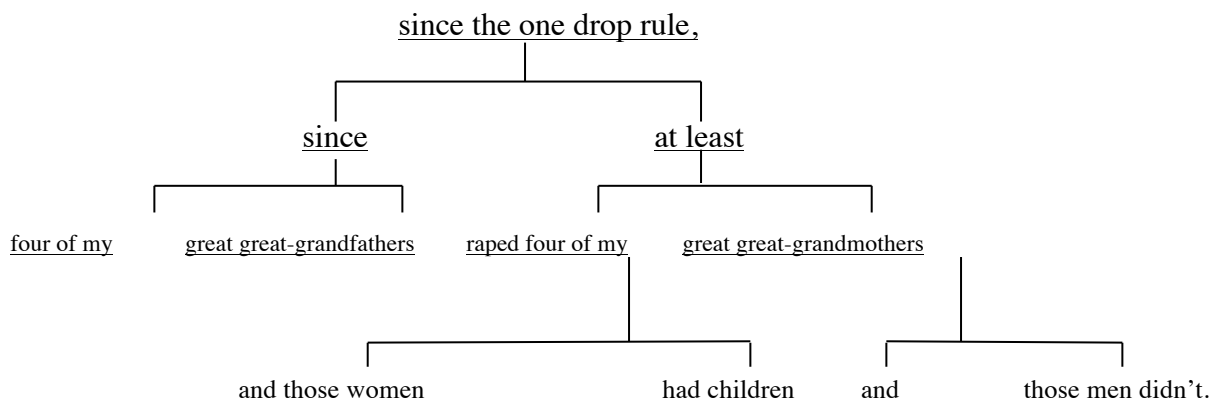 since the one drop rule,
since at least
four of my great great-grandfathers raped four of my great great-grandmothers
and those women had children and those men didn't.